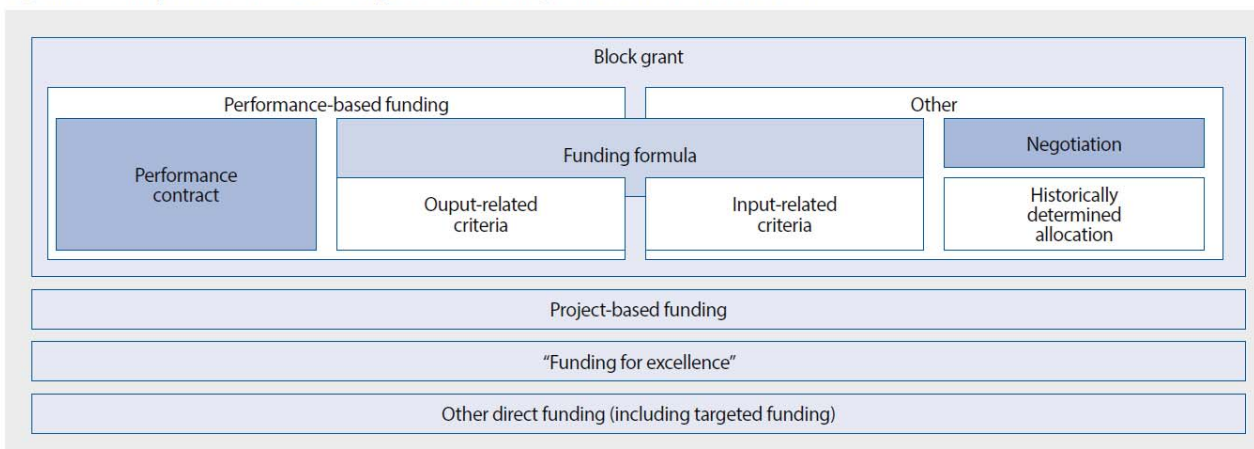 Block grant
Performance-based funding
Other
Performance
contract
Funding formula
Negotiation
Ouput-related
criteria
Input-related
criteria
Historically
determined
allocation
Project-based funding
“Funding for excellence”
Other direct funding (including targeted funding)